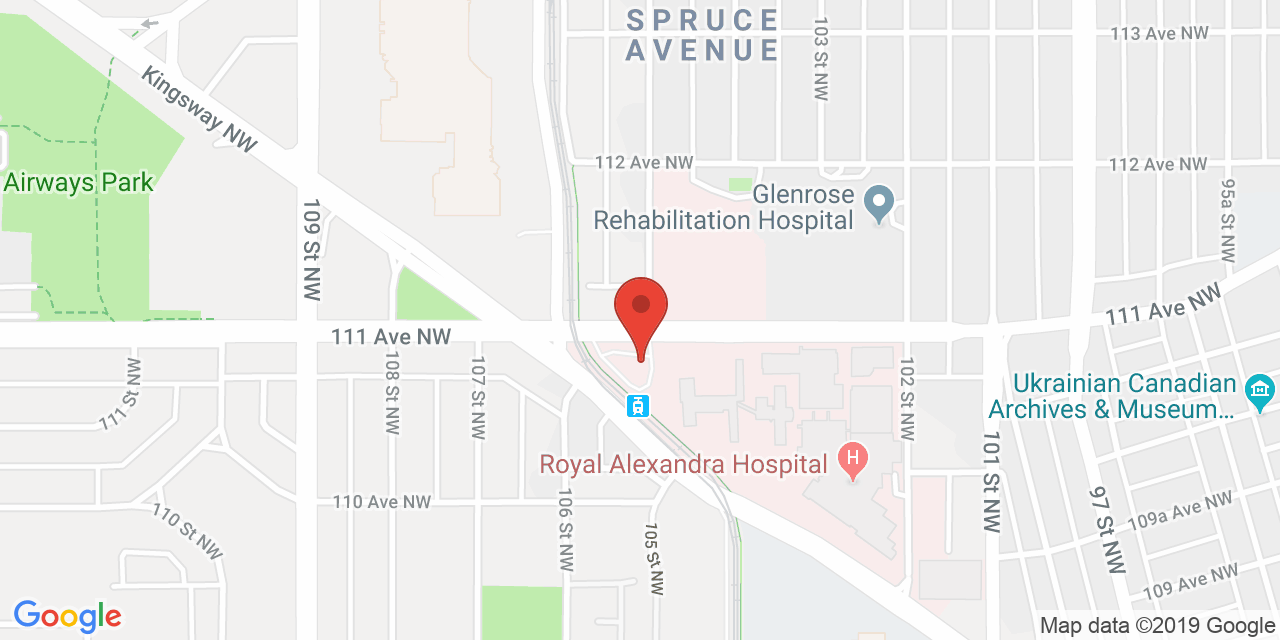 SPRUCE
AVENUE
103 St NW
113 Ave NW
Kingsway NW
112 Ave NW
112 Ave NW
Airways Park
Glenrose
Rehabilitation Hospital
95a St NW
109 St NW
111 Ave NW
111 Ave NW
111 St NW
108 St NW
107 St NW
102 St NW
Ukrainian Canadian
Archives & Museum...
Royal Alexandra Hospital
H
101 St NW
97 St NW
110 Ave NW
110 St NW
106 St NW
105 St NW
109a Ave NW
109 Ave NW
Google
Map data ©2019 Google